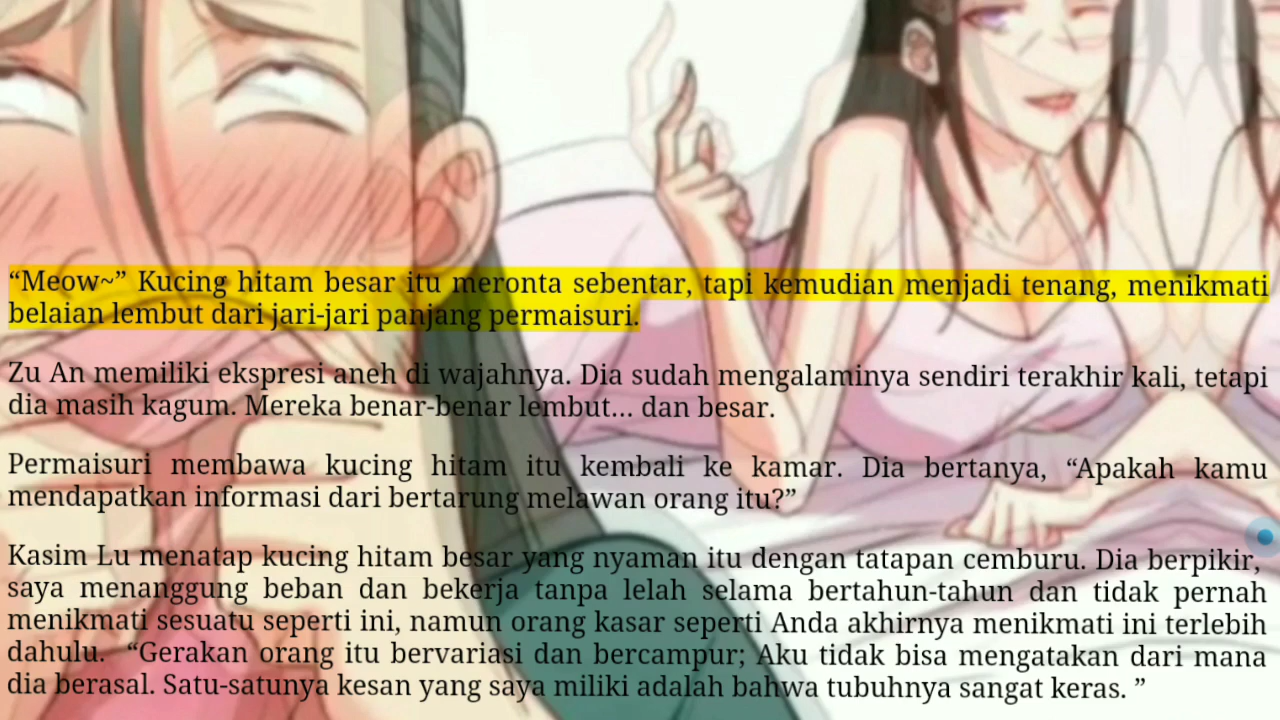 “Meow~” Kucing hitam besar itu meronta sebentar, tapi kemudian menjadi tenang, menikmati
belaian lembut dari jari-jari panjang permaisuri.
Zu An memiliki ekspresi aneh di wajahnya. Dia sudah mengalaminya sendiri terakhir kali, tetapi
dia masih kagum. Mereka benar-benar lembut... dan besar.
Permaisuri membawa kucing hitam itu kembali ke kamar. Dia bertanya, “Apakah kamu
mendapatkan informasi dari bertarung melawan orang itu?”
Kasim Lu menatap kucing hitam besar yang nyaman itu dengan tatapan cemburu. Dia berpikir,
saya menanggung beban dan bekerja tanpa lelah selama bertahun-tahun dan tidak pernah
menikmati sesuatu seperti ini, namun orang kasar seperti Anda akhirnya menikmati ini terlebih
dahulu. “Gerakan orang itu bervariasi dan bercampur; Aku tidak bisa mengatakan dari mana
dia berasal. Satu-satunya kesan yang saya miliki adalah bahwa tubuhnya sangat keras. ”